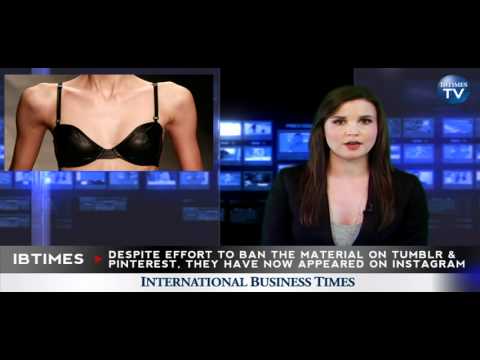 IBTIMES
TV
IBTIMES
DESPITE EFFORT TO BAN THE MATERIAL ON TUMBLR &
PINTEREST, THEY HAVE NOW APPEARED ON INSTAGRAM
INTERNATIONAL BUSINESS TIMES